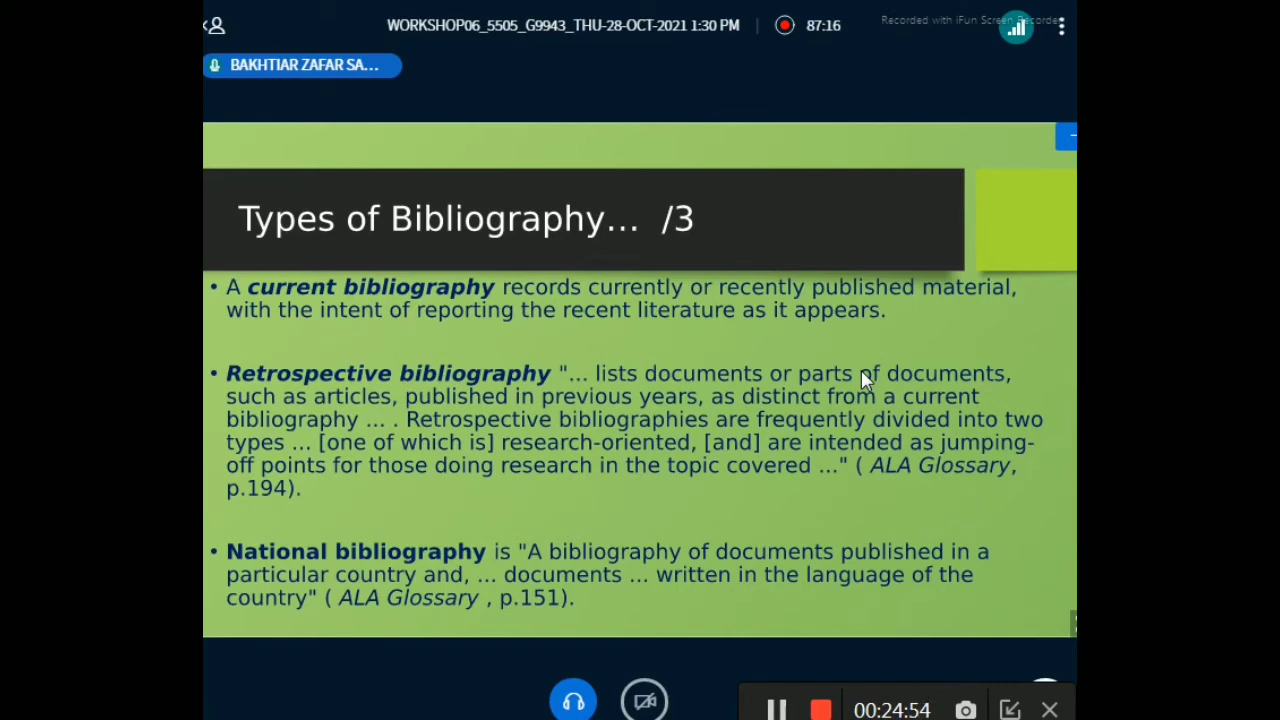 WORKSHOP06_5505_G9943_THU-28-OCT-2021 1:30 PM
87:16
Recorded with iFun Screen Recorder
BAKHTIAR ZAFAR SA...
Types of Bibliography... /3
• A current bibliography records currently or recently published material,
with the intent of reporting the recent literature as it appears.
• Retrospective bibliography "... lists documents or parts of documents,
such as articles, published in previous years, as distinct from a current
bibliography ... . Retrospective bibliographies are frequently divided into two
types ... [one of which is] research-oriented, [and] are intended as jumping-
off points for those doing research in the topic covered ..." ( ALA Glossary,
p.194).
• National bibliography is "A bibliography of documents published in a
particular country and, ... documents ... written in the language of the
country" ( ALA Glossary , p.151).
00:24:54